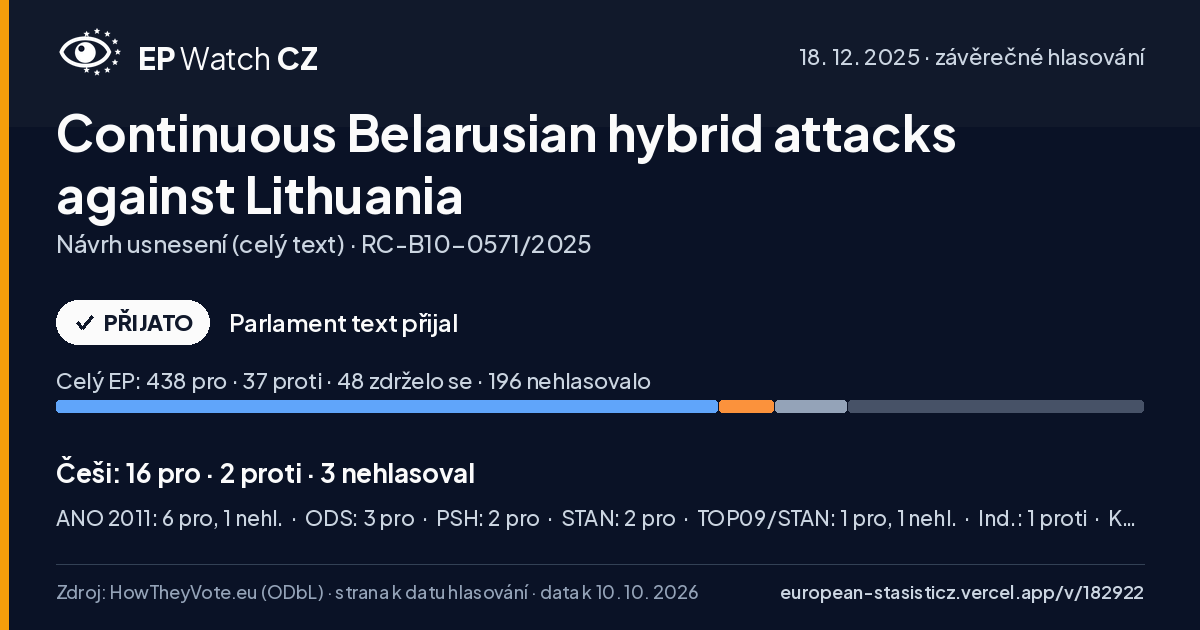 EP Watch CZ
18. 12. 2025 · závěrečné hlasování
Continuous Belarusian hybrid attacks
against Lithuania
Návrh usnesení (celý text) · RC-B10-0571/2025
✓ PŘIJATO
Parlament text přijal
Celý EP: 438 pro · 37 proti · 48 zdrželo se · 196 nehlasovalo
Češi: 16 pro · 2 proti · 3 nehlasoval
ANO 2011: 6 pro, 1 nehl. · ODS: 3 pro · PSH: 2 pro · STAN: 2 pro · TOP09/STAN: 1 pro, 1 nehl. · Ind.: 1 proti · K…
Zdroj: HowTheyVote.eu (ODbL) · strana k datu hlasování · data k 10. 10. 2026
european-stasisticz.vercel.app/v/182922